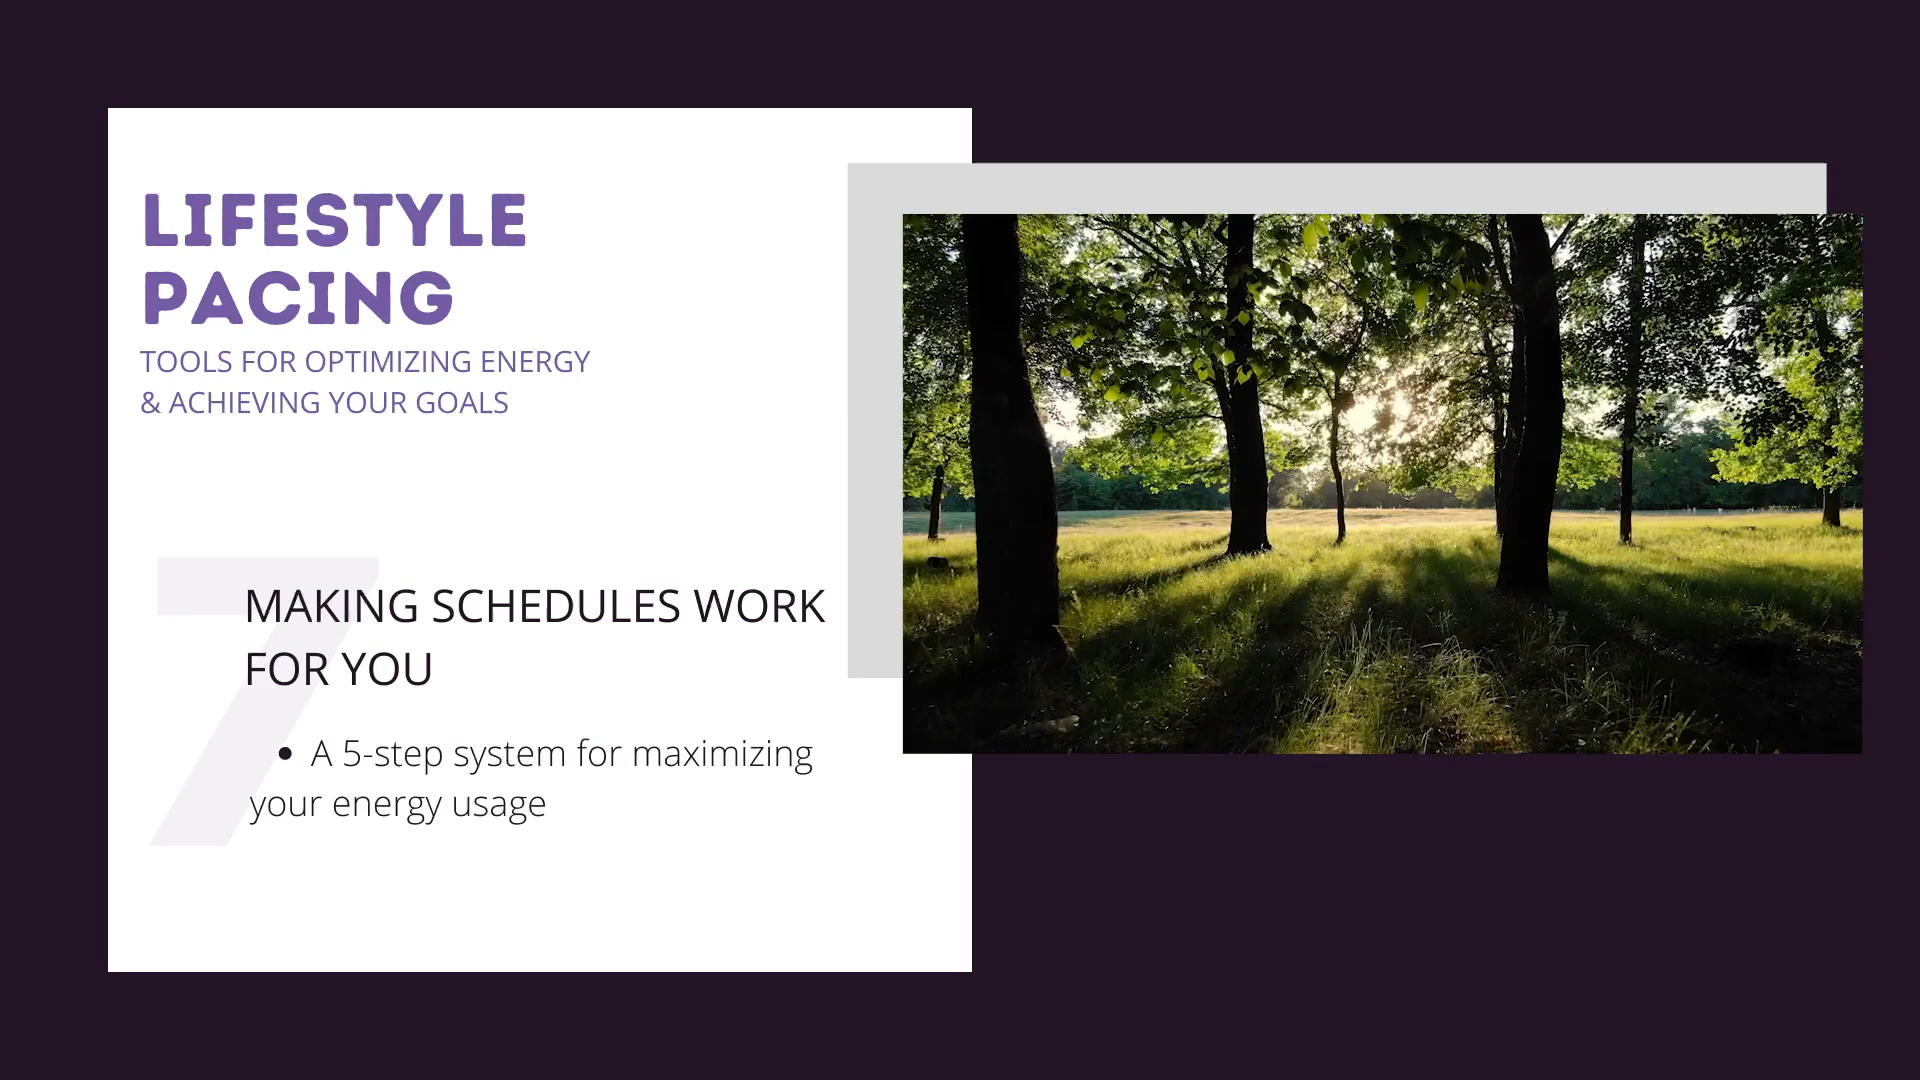 LIFESTYLE
PACING
TOOLS FOR OPTIMIZING ENERGY
& ACHIEVING YOUR GOALS
7
MAKING SCHEDULES WORK
FOR YOU
• A 5-step system for maximizing
your energy usage